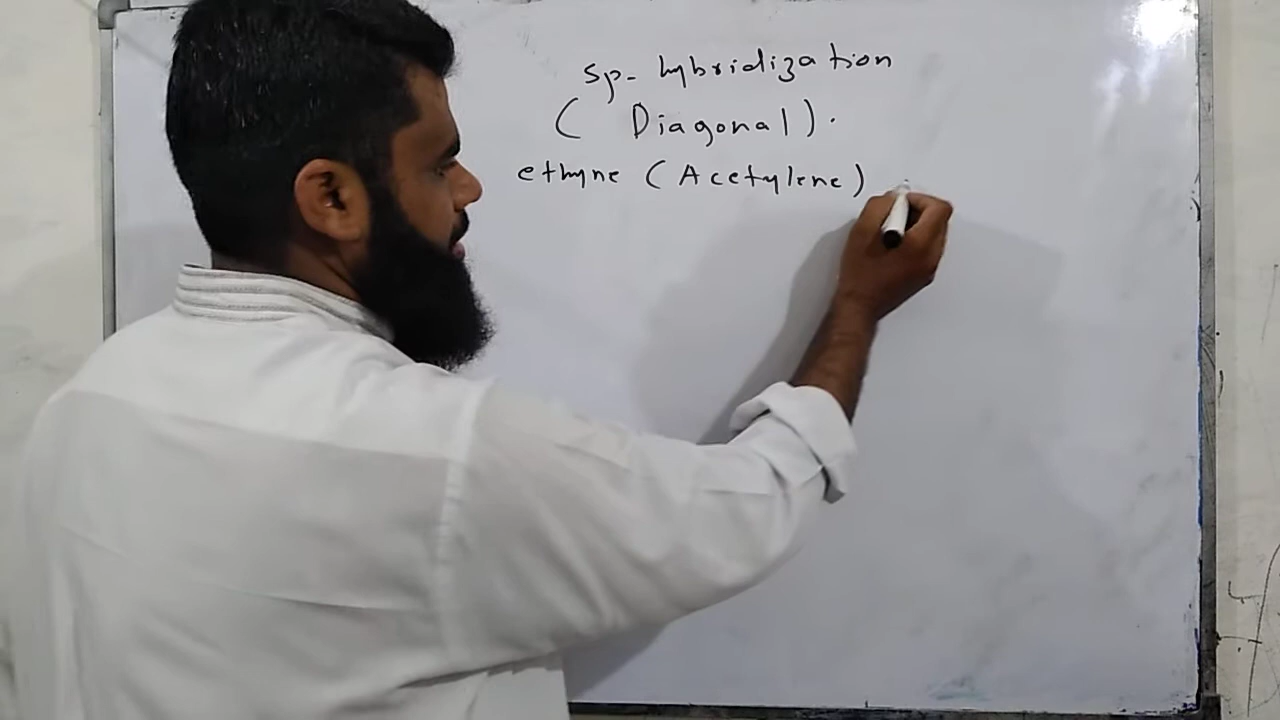 sp- hybridization
( Diagonal).
ethyne (Acetylene)